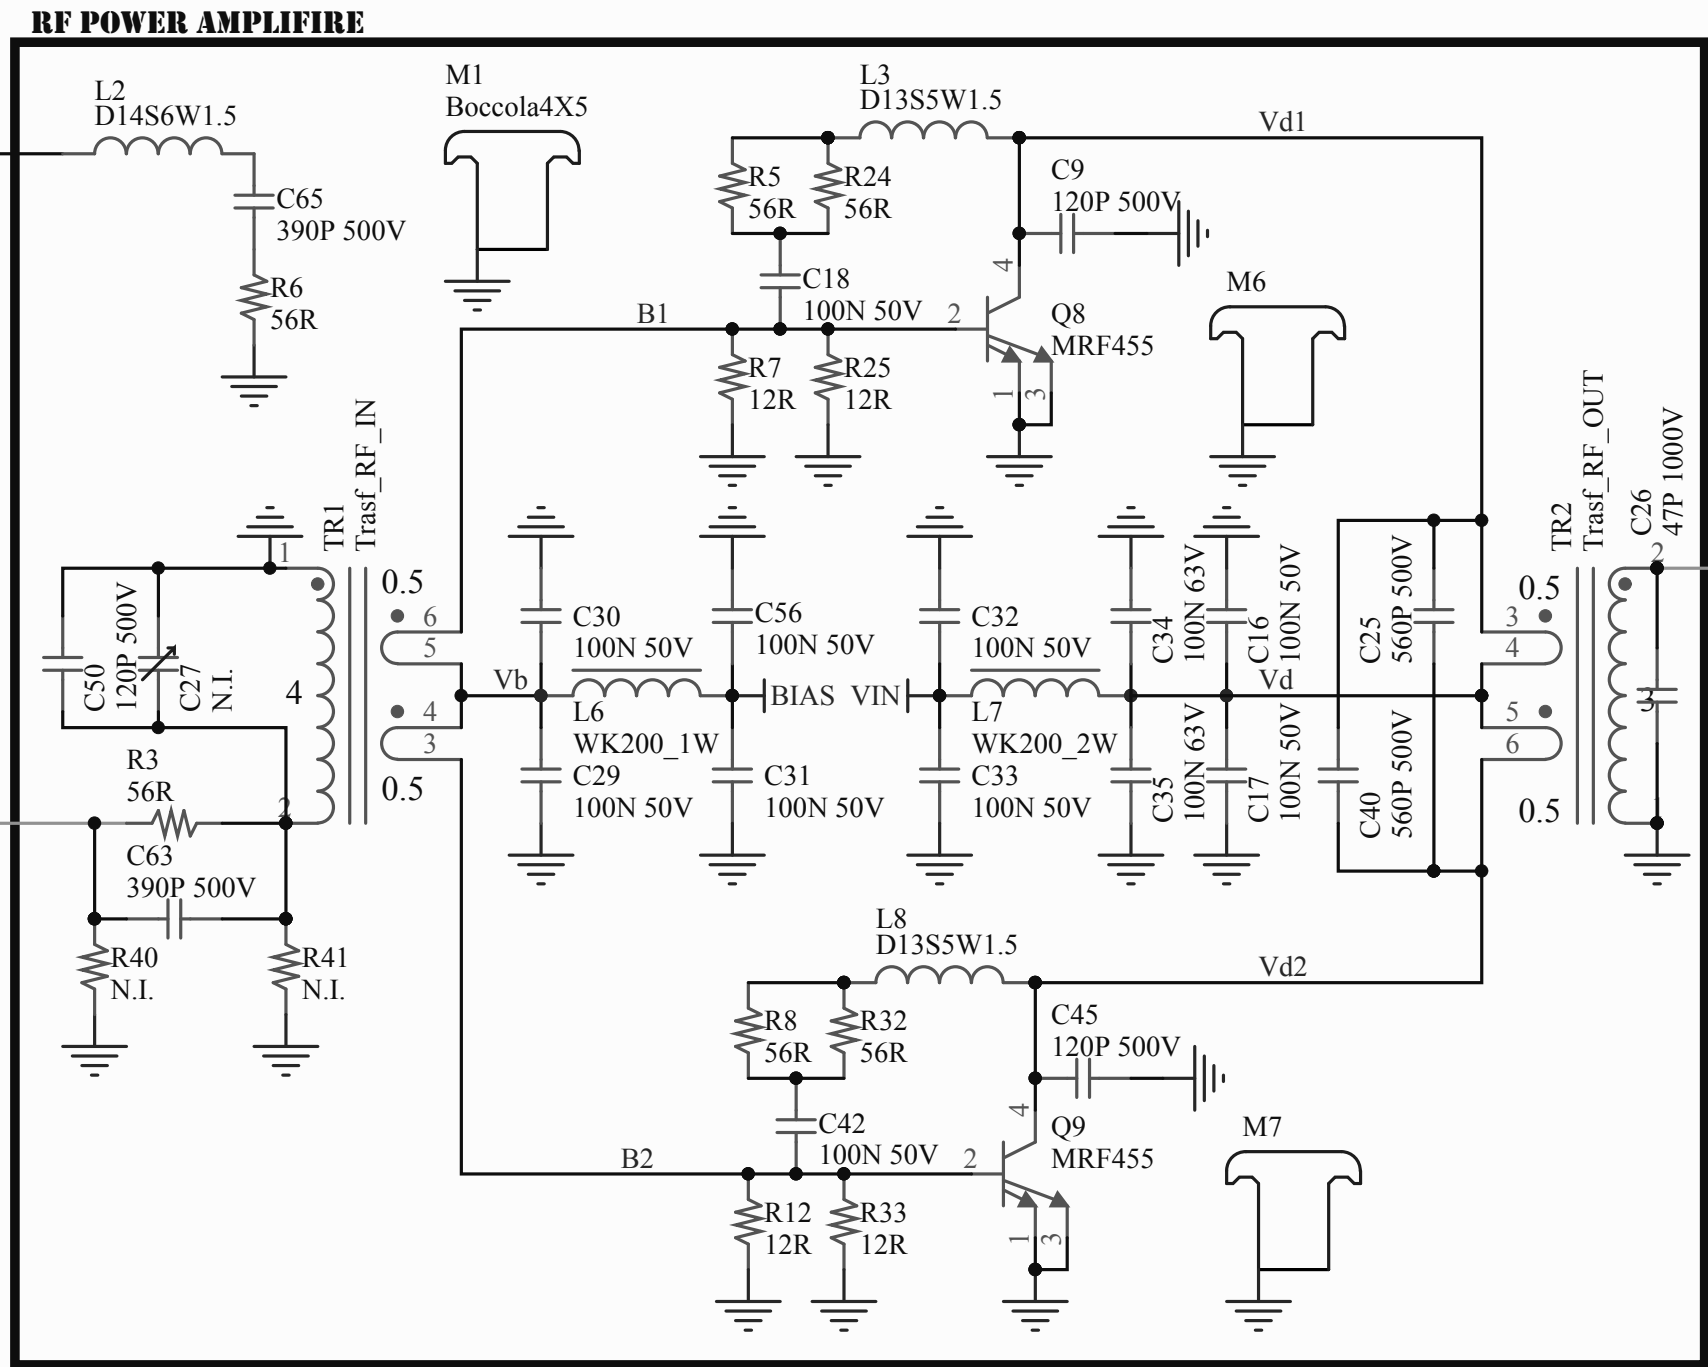 RF POWER AMPLIFIRE
L2
D14S6W1.5
C65
390P 500V
R6
56R
M1
Boccola4X5
L3
D13S5W1.5
Vd1
R5
56R
R24
56R
C9
120P 500V
C18
100N 50V
B1
2
4
Q8
MRF455
1
3
R7
12R
R25
12R
M6
TR1
Trasf_RF_IN
1
2
4
0.5
6
5
4
3
0.5
C50
120P 500V
C27
N.I.
R3
56R
C63
390P 500V
R40
N.I.
R41
N.I.
Vb
C30
100N 50V
C56
100N 50V
L6
WK200_1W
C29
100N 50V
C31
100N 50V
BIAS
VIN
C32
100N 50V
L7
WK200_2W
C33
100N 50V
C34
100N 63V
C16
100N 50V
Vd
C35
100N 63V
C17
100N 50V
C25
560P 500V
C40
560P 500V
TR2
Trasf_RF_OUT
0.5
3
4
5
6
0.5
C26
47P 1000V
2
3
L8
D13S5W1.5
Vd2
R8
56R
R32
56R
C45
120P 500V
C42
100N 50V
B2
2
4
Q9
MRF455
1
3
R12
12R
R33
12R
M7